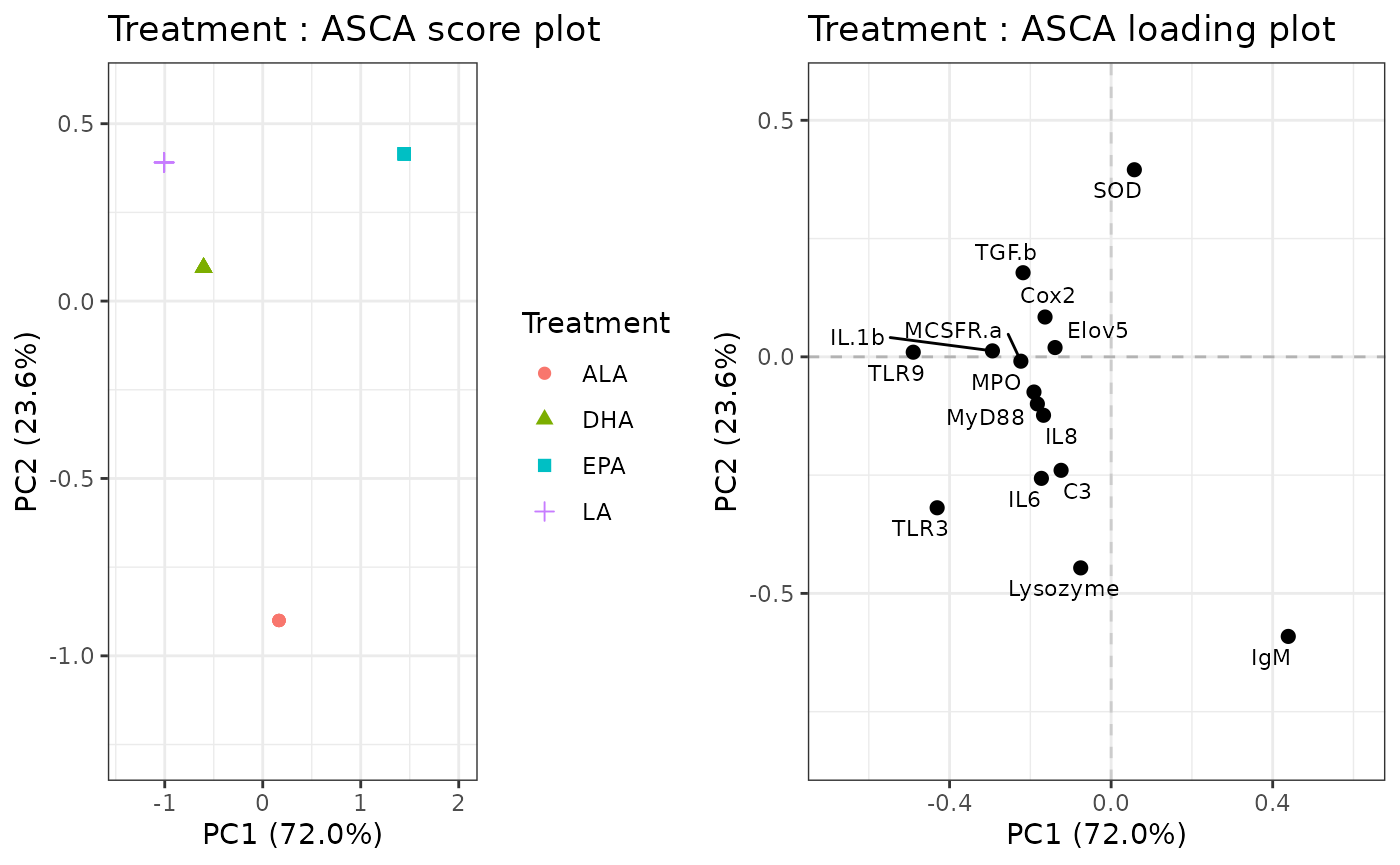 Treatment : ASCA score plot
0.5
0.0
-0.5
-1.0
-1
0
1
2
PC1 (72.0%)
PC2 (23.6%)
Treatment
ALA
DHA
EPA
LA
Treatment : ASCA loading plot
0.5
0.0
-0.5
-0.4
0.0
0.4
PC1 (72.0%)
PC2 (23.6%)
SOD
TGF.b
Cox2
IL.1b
MCSFR.a
Elov5
TLR9
MPO
MyD88
IL8
IL6
C3
TLR3
Lysozyme
IgM